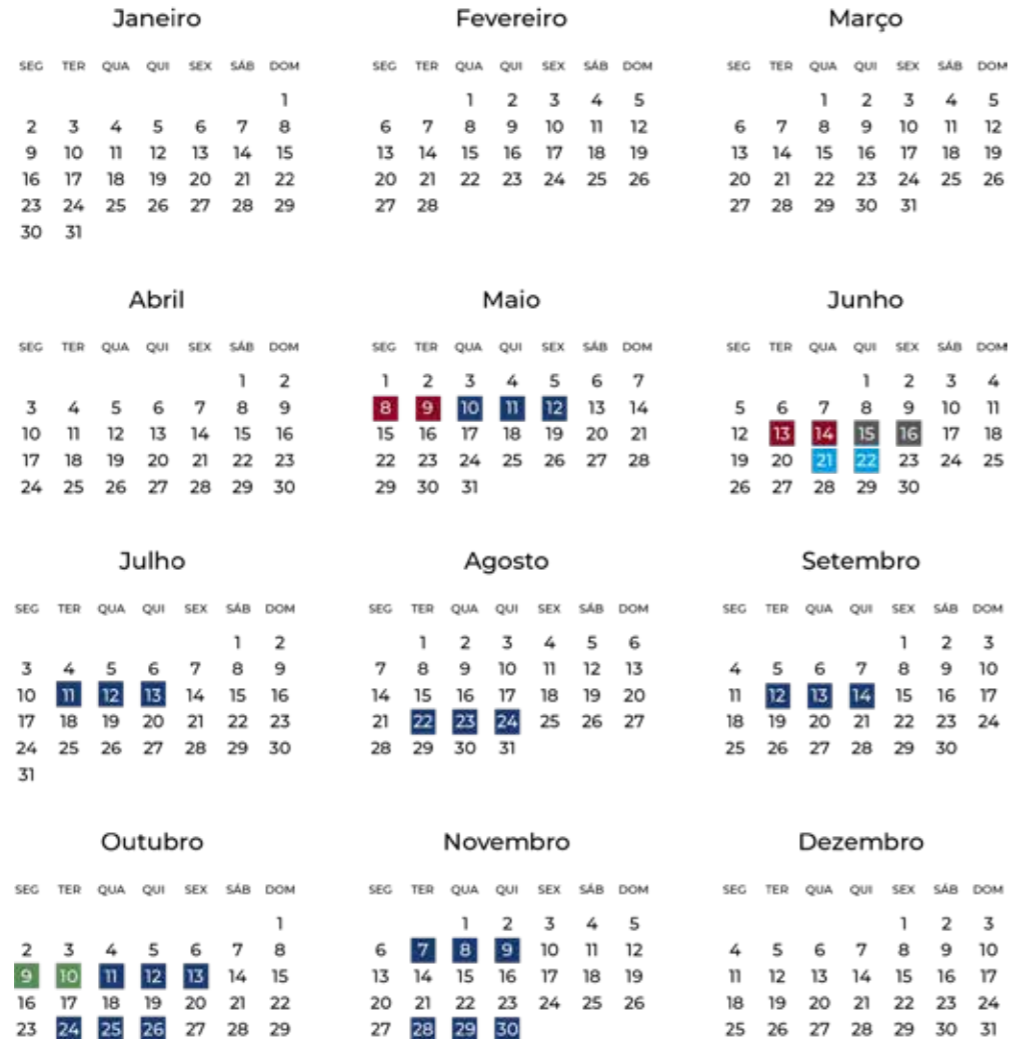 Janeiro
SEG TER QUA QUI SEX SÁB DOM
1
2 3 4 5 6 7 8
9 10 11 12 13 14 15
16 17 18 19 20 21 22
23 24 25 26 27 28 29
30 31
Fevereiro
SEG TER QUA QUI SEX SÁB DOM
1 2 3 4 5
6 7 8 9 10 11 12
13 14 15 16 17 18 19
20 21 22 23 24 25 26
27 28
Março
SEG TER QUA QUI SEX SÁB DOM
1 2 3 4 5
6 7 8 9 10 11 12
13 14 15 16 17 18 19
20 21 22 23 24 25 26
27 28 29 30 31
Abril
SEG TER QUA QUI SEX SÁB DOM
1 2
3 4 5 6 7 8 9
10 11 12 13 14 15 16
17 18 19 20 21 22 23
24 25 26 27 28 29 30
Maio
SEG TER QUA QUI SEX SÁB DOM
1 2 3 4 5 6 7
8 9 10 11 12 13 14
15 16 17 18 19 20 21
22 23 24 25 26 27 28
29 30 31
Junho
SEG TER QUA QUI SEX SÁB DOM
1 2 3 4
5 6 7 8 9 10 11
12 13 14 15 16 17 18
19 20 21 22 23 24 25
26 27 28 29 30
Julho
SEG TER QUA QUI SEX SÁB DOM
1 2
3 4 5 6 7 8 9
10 11 12 13 14 15 16
17 18 19 20 21 22 23
24 25 26 27 28 29 30
31
Agosto
SEG TER QUA QUI SEX SÁB DOM
1 2 3 4 5 6
7 8 9 10 11 12 13
14 15 16 17 18 19 20
21 22 23 24 25 26 27
28 29 30 31
Setembro
SEG TER QUA QUI SEX SÁB DOM
1 2 3
4 5 6 7 8 9 10
11 12 13 14 15 16 17
18 19 20 21 22 23 24
25 26 27 28 29 30
Outubro
SEG TER QUA QUI SEX SÁB DOM
1
2 3 4 5 6 7 8
9 10 11 12 13 14 15
16 17 18 19 20 21 22
23 24 25 26 27 28 29
Novembro
SEG TER QUA QUI SEX SÁB DOM
1 2 3 4 5
6 7 8 9 10 11 12
13 14 15 16 17 18 19
20 21 22 23 24 25 26
27 28 29 30
Dezembro
SEG TER QUA QUI SEX SÁB DOM
1 2 3
4 5 6 7 8 9 10
11 12 13 14 15 16 17
18 19 20 21 22 23 24
25 26 27 28 29 30 31